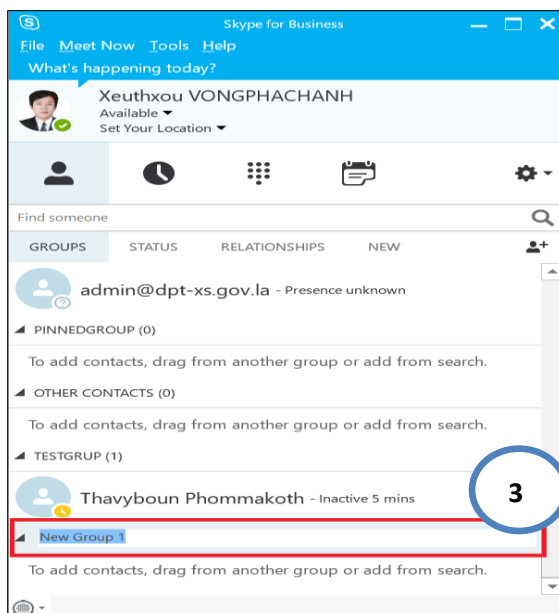 Skype for Business
File Meet Now Tools Help
What's happening today?
Xeuthxou VONGPHACHANH
Available
Set Your Location
Find someone
GROUPS STATUS RELATIONSHIPS NEW
admin@dpt-xs.gov.la - Presence unknown
PINNEDGROUP (0)
To add contacts, drag from another group or add from search.
OTHER CONTACTS (0)
To add contacts, drag from another group or add from search.
TESTGRUP (1)
Thavyboun Phommakoth - Inactive 5 mins
3
New Group 1
To add contacts, drag from another group or add from search.